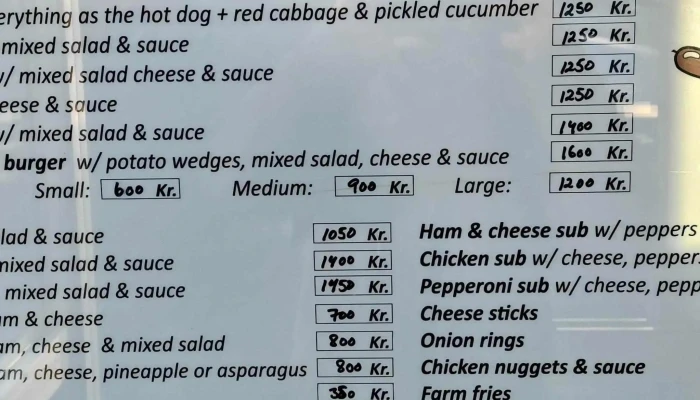 erything as the hot dog + red cabbage & pickled cucumber 1250 Kr.
mixed salad & sauce 1250 Kr.
w/ mixed salad cheese & sauce 1250 Kr.
eese & sauce 1250 Kr.
w/ mixed salad & sauce 1400 Kr.
burger w/ potato wedges, mixed salad, cheese & sauce 1600 Kr.
Small: 600 Kr. Medium: 900 Kr. Large: 1200 Kr.
lad & sauce 1050 Kr.
mixed salad & sauce 1400 Kr.
mixed salad & sauce 1450 Kr.
am & cheese 700 Kr.
am, cheese & mixed salad 800 Kr.
am, cheese, pineapple or asparagus 800 Kr.
350 Kr.
Ham & cheese sub w/ peppers
Chicken sub w/ cheese, pepper
Pepperoni sub w/ cheese, pepp
Cheese sticks
Onion rings
Chicken nuggets & sauce
Farm fries